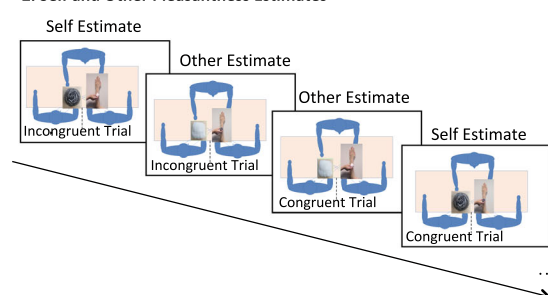 Self Estimate
Other Estimate
Other Estimate
Self Estimate
Incongruent Trial
Incongruent Trial
Congruent Trial
Congruent Trial
...